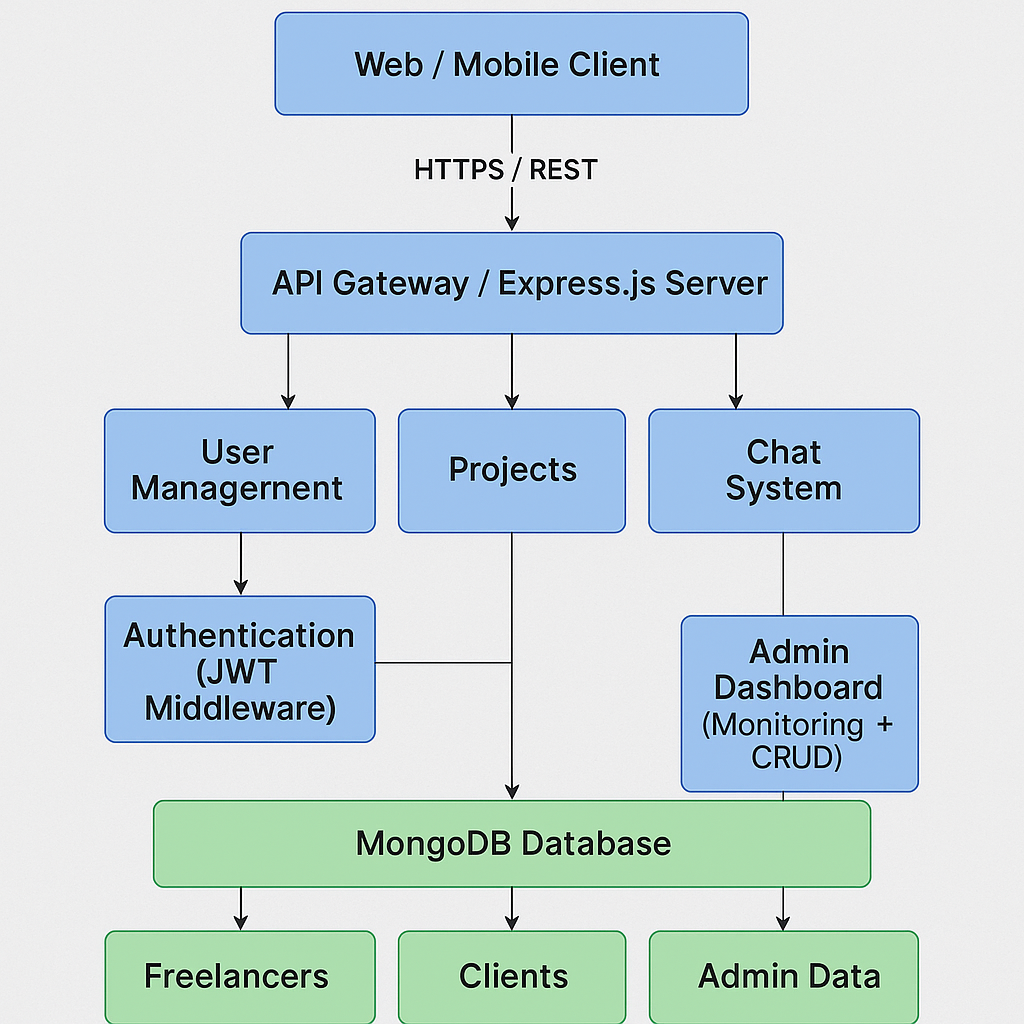 Web / Mobile Client
HTTPS / REST
API Gateway / Express.js Server
User
Managernent
Projects
Chat
System
Authentication
(JWT
Middleware)
Admin
Dashboard
(Monitoring +
CRUD)
MongoDB Database
Freelancers
Clients
Admin Data